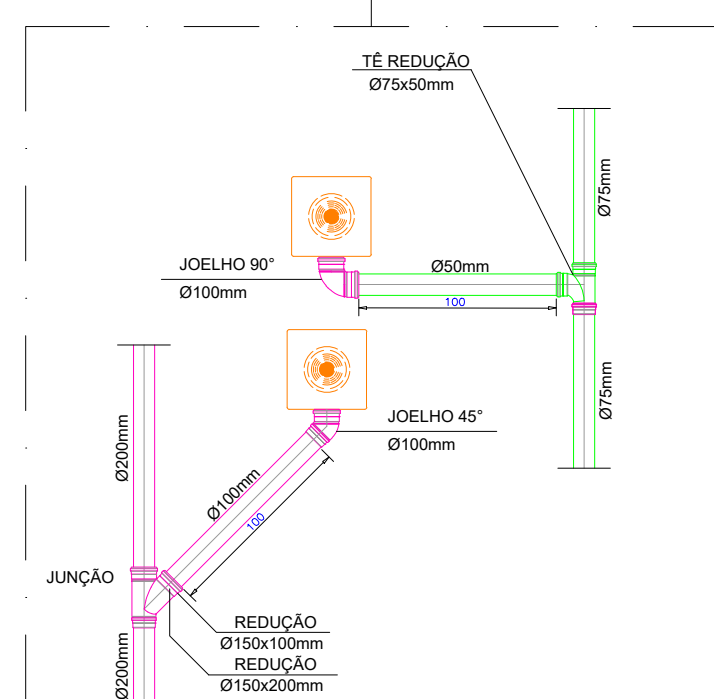 TÊ REDUÇÃO
Ø75x50mm
Ø75mm
JOELHO 90°
Ø100mm
Ø50mm
100
Ø75mm
JOELHO 45°
Ø100mm
Ø200mm
Ø100mm
100
JUNÇÃO
REDUÇÃO
Ø150x100mm
REDUÇÃO
Ø150x200mm
Ø200mm